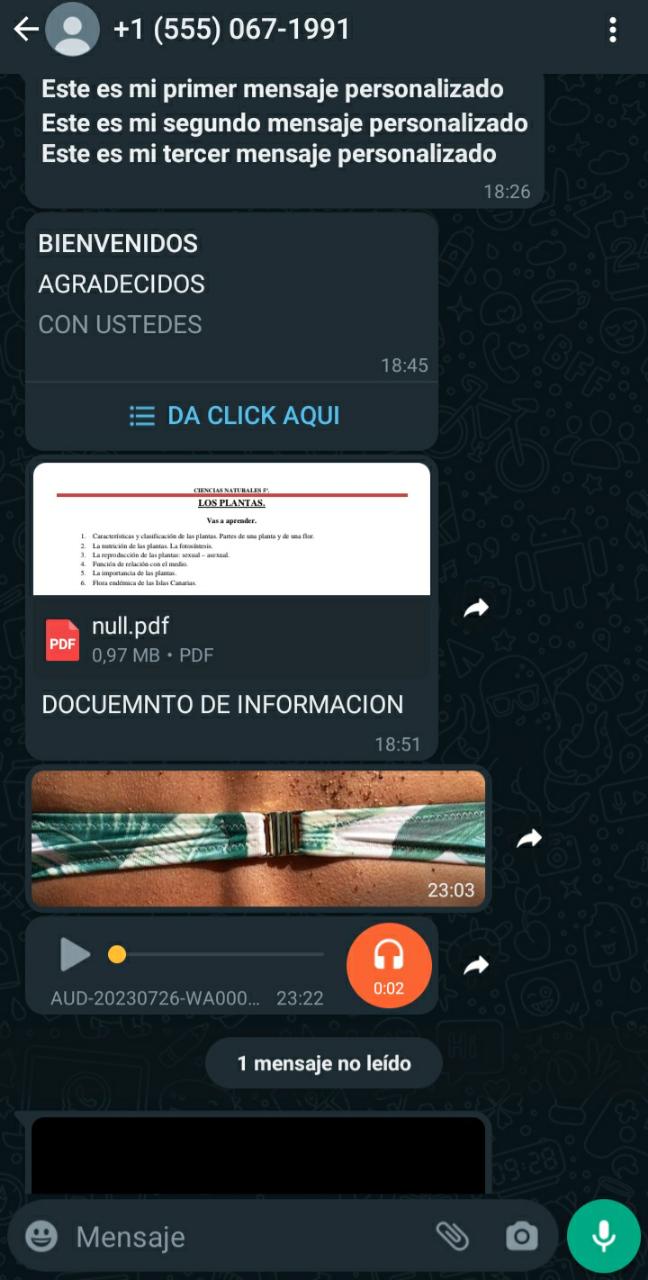 +1 (555) 067-1991
Este es mi primer mensaje personalizado
Este es mi segundo mensaje personalizado
Este es mi tercer mensaje personalizado
18:26
BIENVENIDOS
AGRADECIDOS
CON USTEDES
18:45
DA CLICK AQUI
CIENCIAS NATURALES 5º.
LOS PLANTAS.
Vas a aprender.
1. Características y clasificación de las plantas. Partes de una planta y de una flor.
2. La nutrición de las plantas. La fotosíntesis.
3. La reproducción de las plantas: sexual – asexual.
4. Función de relación con el medio.
5. La importancia de las plantas.
6. Flora endémica de las Islas Canarias.
PDF
null.pdf
0,97 MB • PDF
DOCUEMNTO DE INFORMACION
18:51
23:03
0:02
AUD-20230726-WA000... 23:22
1 mensaje no leído
Mensaje